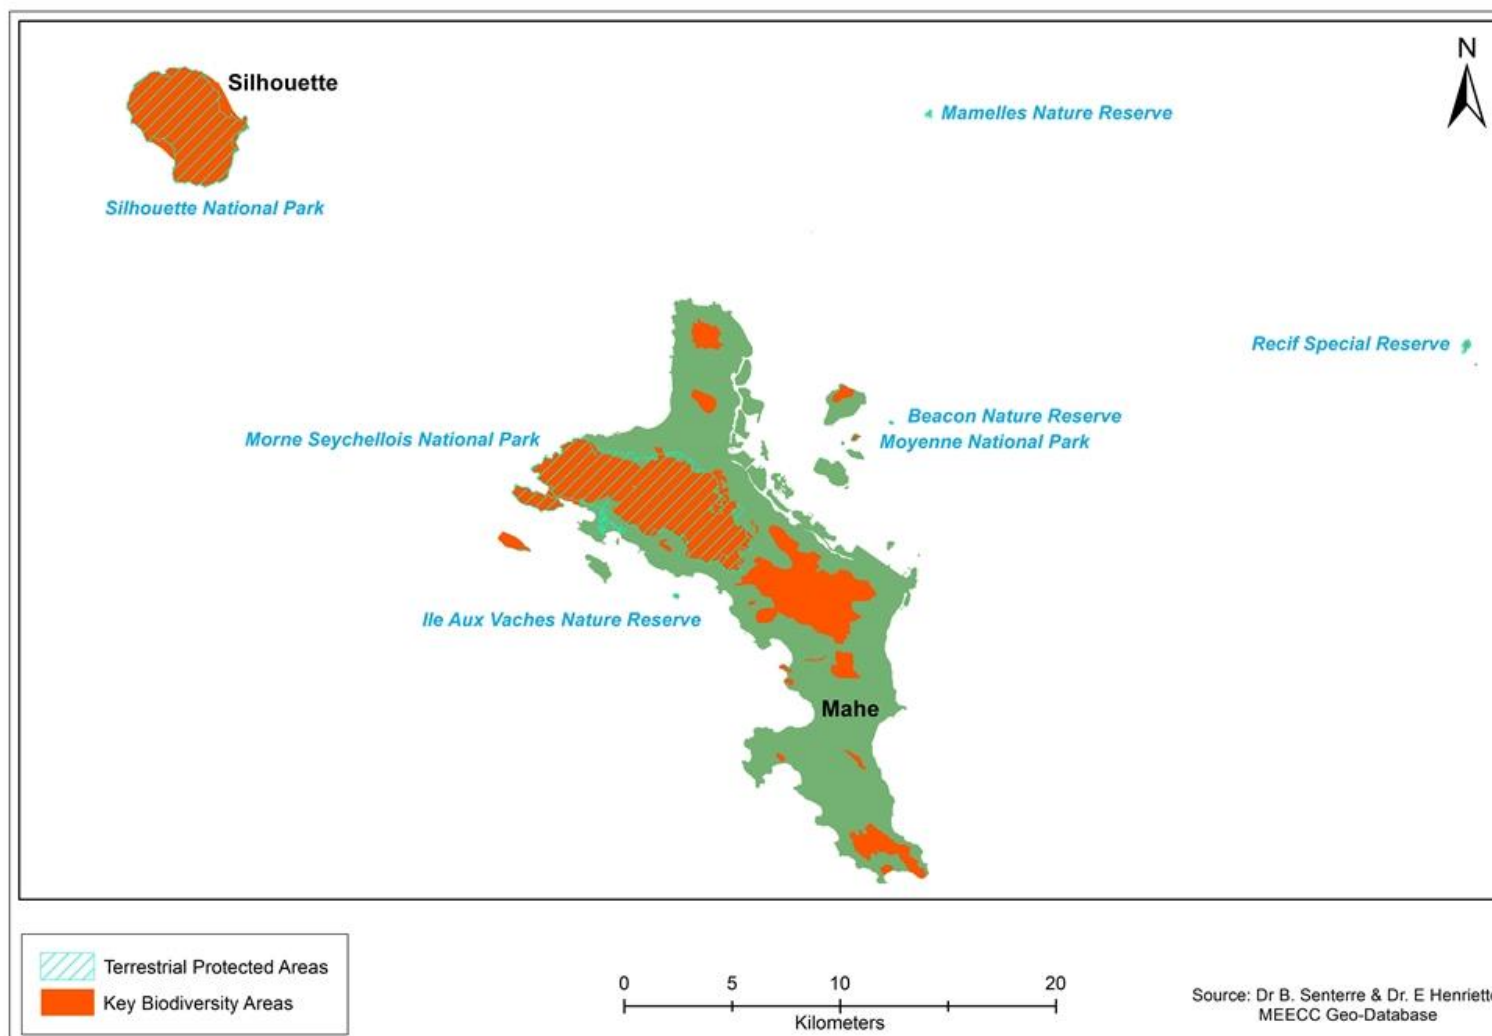 N
Silhouette
Mamelles Nature Reserve
Silhouette National Park
Recif Special Reserve
Beacon Nature Reserve
Morne Seychellois National Park
Moyenne National Park
Ile Aux Vaches Nature Reserve
Mahe
Terrestrial Protected Areas
Key Biodiversity Areas
0 5 10 20
Kilometers
Source: Dr B. Senterre & Dr. E Henriette
MEECC Geo-Database